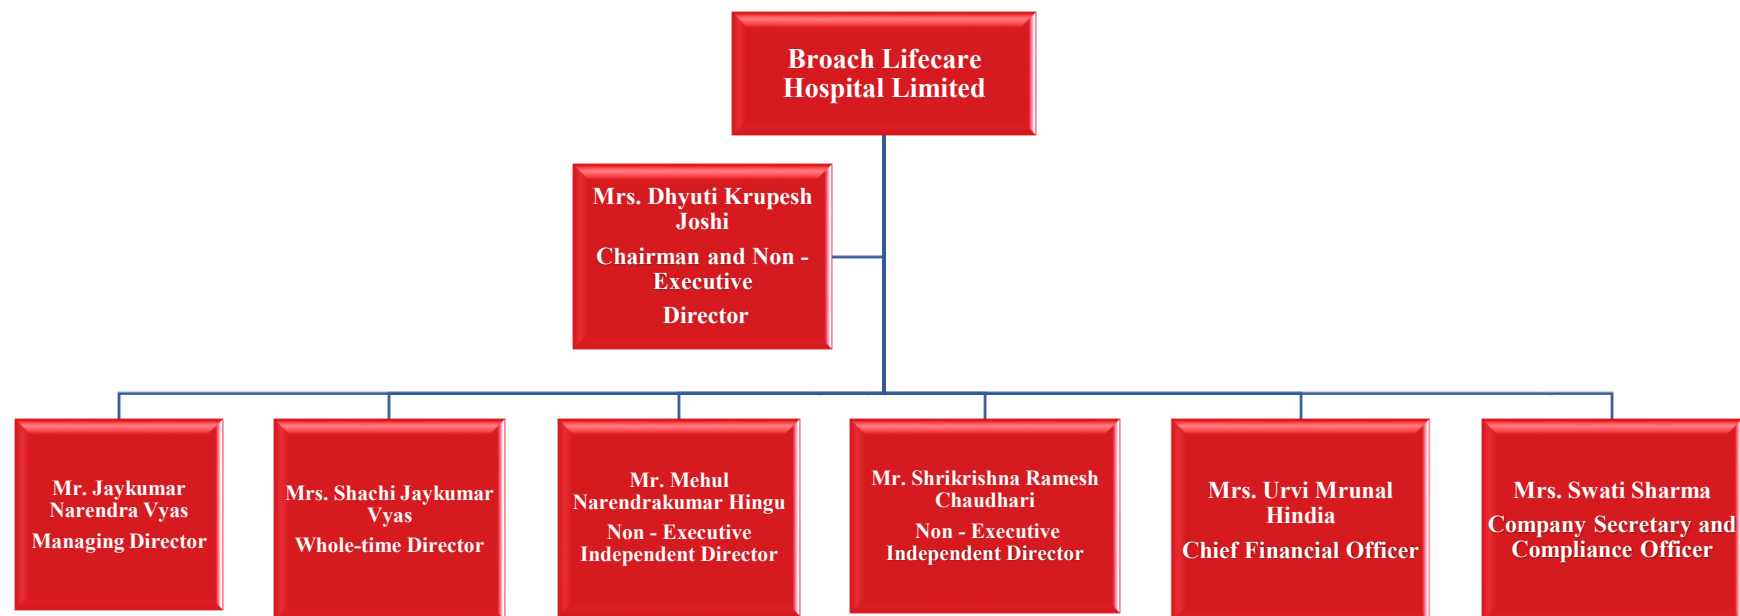 Broach Lifecare
Hospital Limited
Mrs. Dhyuti Krupesh
Joshi
Chairman and Non -
Executive
Director
Mr. Jaykumar
Narendra Vyas
Managing Director
Mrs. Shachi Jaykumar
Vyas
Whole-time Director
Mr. Mehul
Narendrakumar Hingu
Non - Executive
Independent Director
Mr. Shrikrishna Ramesh
Chaudhari
Non - Executive
Independent Director
Mrs. Urvi Mrunal
Hindia
Chief Financial Officer
Mrs. Swati Sharma
Company Secretary and
Compliance Officer